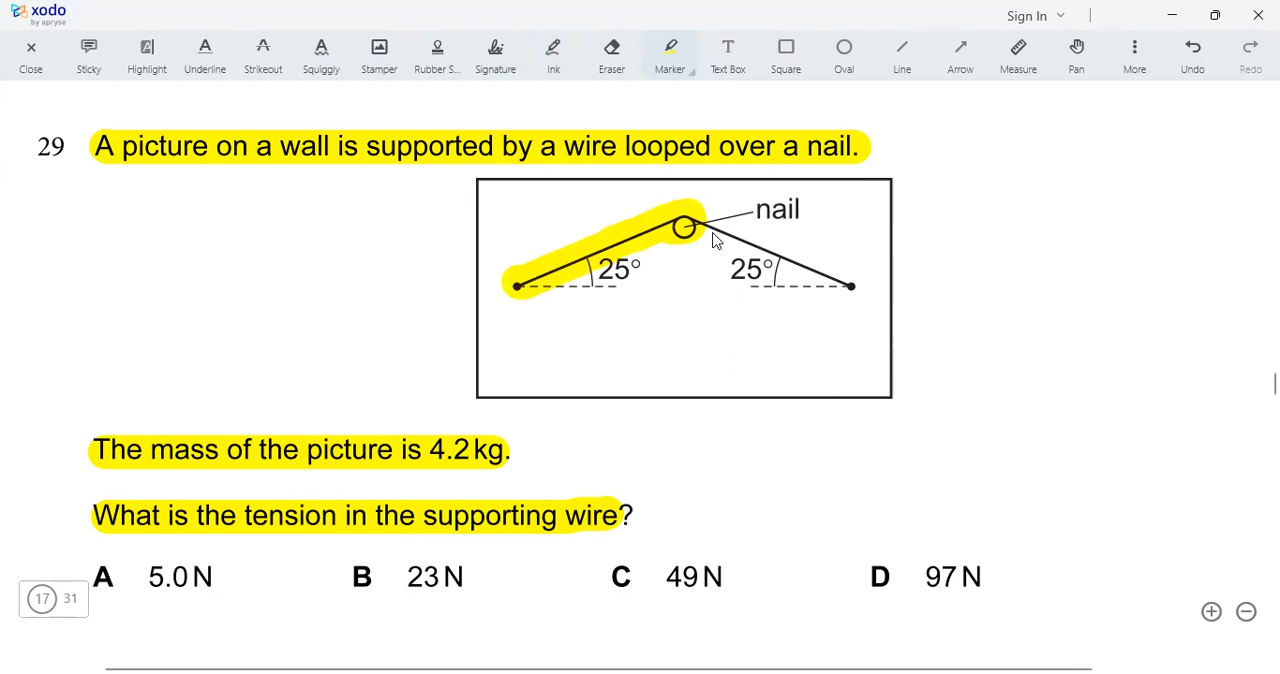 xodo
by apryse
Sign In
Close Sticky Highlight Underline Strikeout Squiggly Stamper Rubber S... Signature Ink Eraser Marker Text Box Square Oval Line Arrow Measure Pan More Undo Redo
29 A picture on a wall is supported by a wire looped over a nail.
nail
25° 25°
The mass of the picture is 4.2 kg.
What is the tension in the supporting wire?
A 5.0 N B 23 N C 49 N D 97 N
17 31